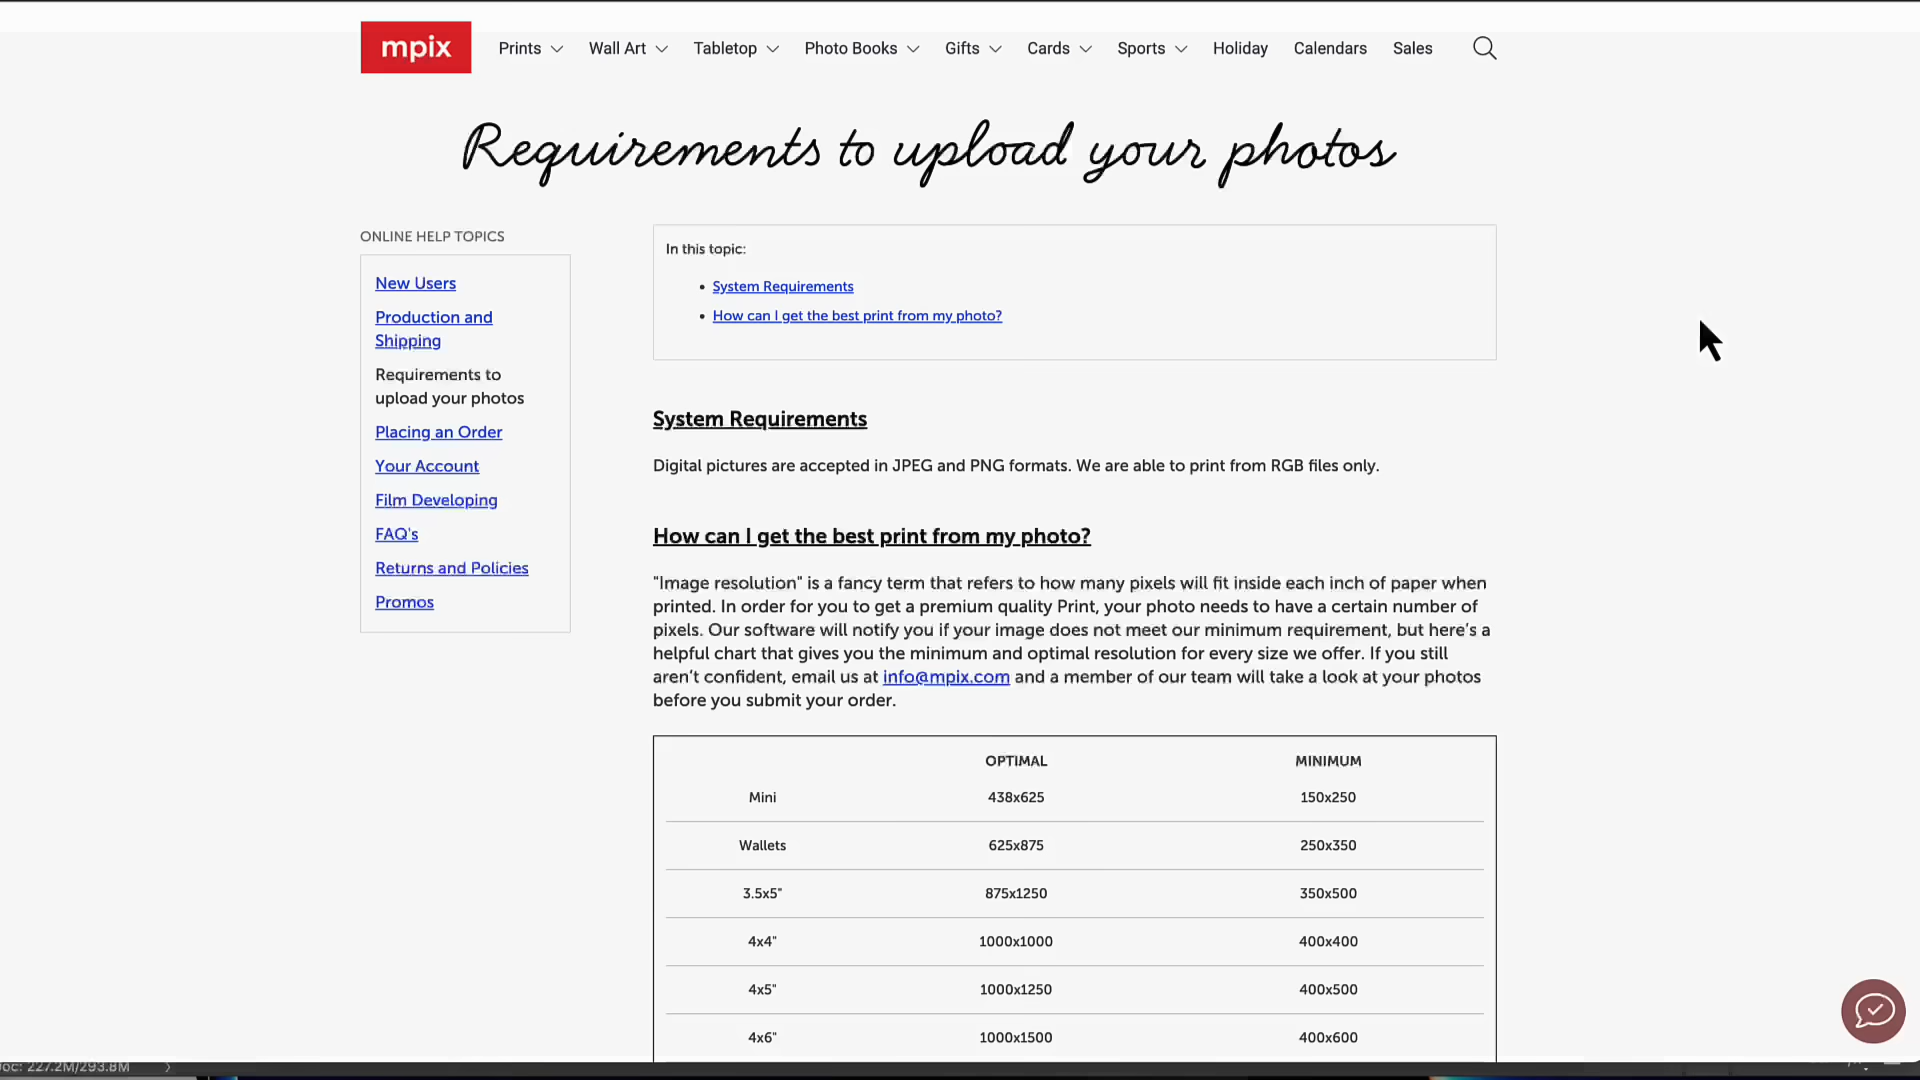 mpix
Prints Wall Art Tabletop Photo Books Gifts Cards Sports Holiday Calendars Sales
Requirements to upload your photos
ONLINE HELP TOPICS
New Users
Production and
Shipping
Requirements to
upload your photos
Placing an Order
Your Account
Film Developing
FAQ's
Returns and Policies
Promos
In this topic:
• System Requirements
• How can I get the best print from my photo?
System Requirements
Digital pictures are accepted in JPEG and PNG formats. We are able to print from RGB files only.
How can I get the best print from my photo?
"Image resolution" is a fancy term that refers to how many pixels will fit inside each inch of paper when
printed. In order for you to get a premium quality Print, your photo needs to have a certain number of
pixels. Our software will notify you if your image does not meet our minimum requirement, but here's a
helpful chart that gives you the minimum and optimal resolution for every size we offer. If you still
aren't confident, email us at info@mpix.com and a member of our team will take a look at your photos
before you submit your order.
OPTIMAL MINIMUM
Mini 438x625 150x250
Wallets 625x875 250x350
3.5x5" 875x1250 350x500
4x4" 1000x1000 400x400
4x5" 1000x1250 400x500
4x6" 1000x1500 400x600
227.2M/293.8M